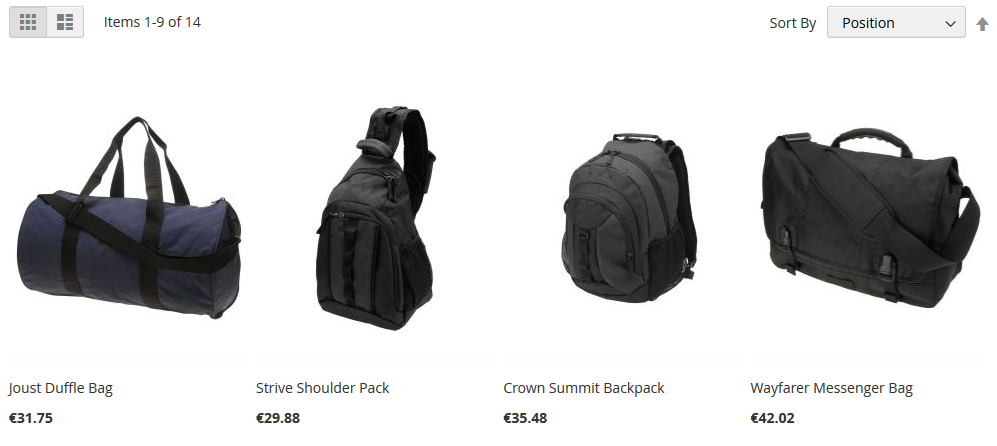 Items 1-9 of 14
Sort By Position
Joust Duffle Bag
€31.75
Strive Shoulder Pack
€29.88
Crown Summit Backpack
€35.48
Wayfarer Messenger Bag
€42.02